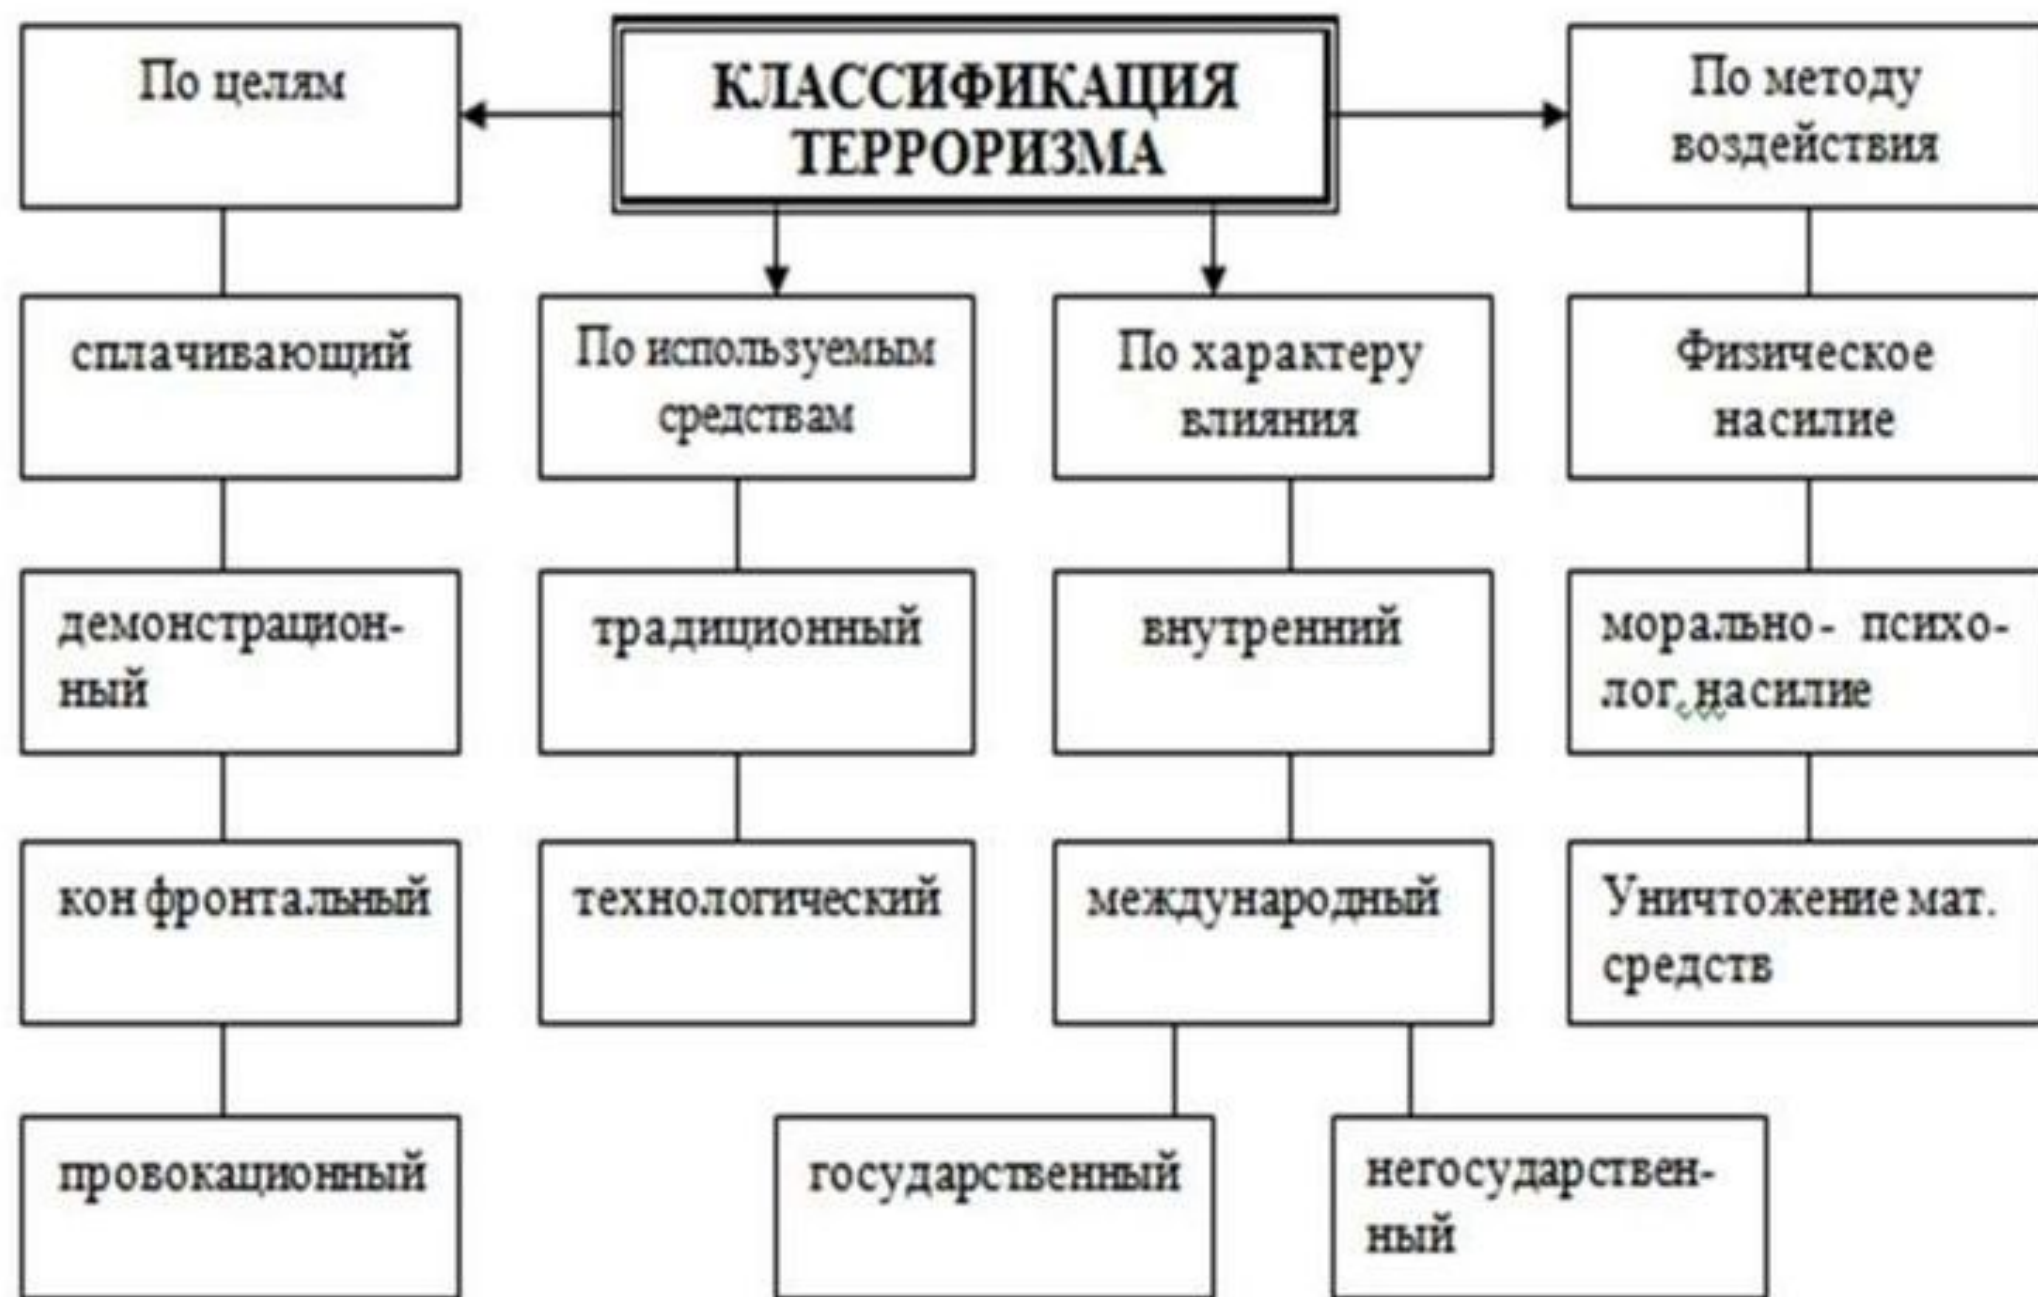 КЛАССИФИКАЦИЯ
ТЕРРОРИЗМА
По целям
сплачивающий
демонстрацион-
ный
кон фронтальный
провокационный
По используемым
средствам
традиционный
технологический
По характеру
влияния
внутренний
международный
государственный
негосударствен-
ный
По методу
воздействия
Физическое
насилие
морально- психо-
лог. насилие
Уничтожение мат.
средств